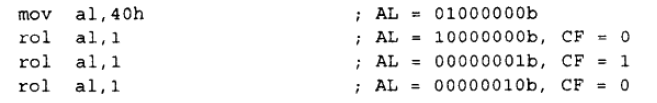 mov al,40h ; AL = 01000000b
rol al,1 ; AL = 10000000b, CF = 0
rol al,1 ; AL = 00000001b, CF = 1
rol al,1 ; AL = 00000010b, CF = 0